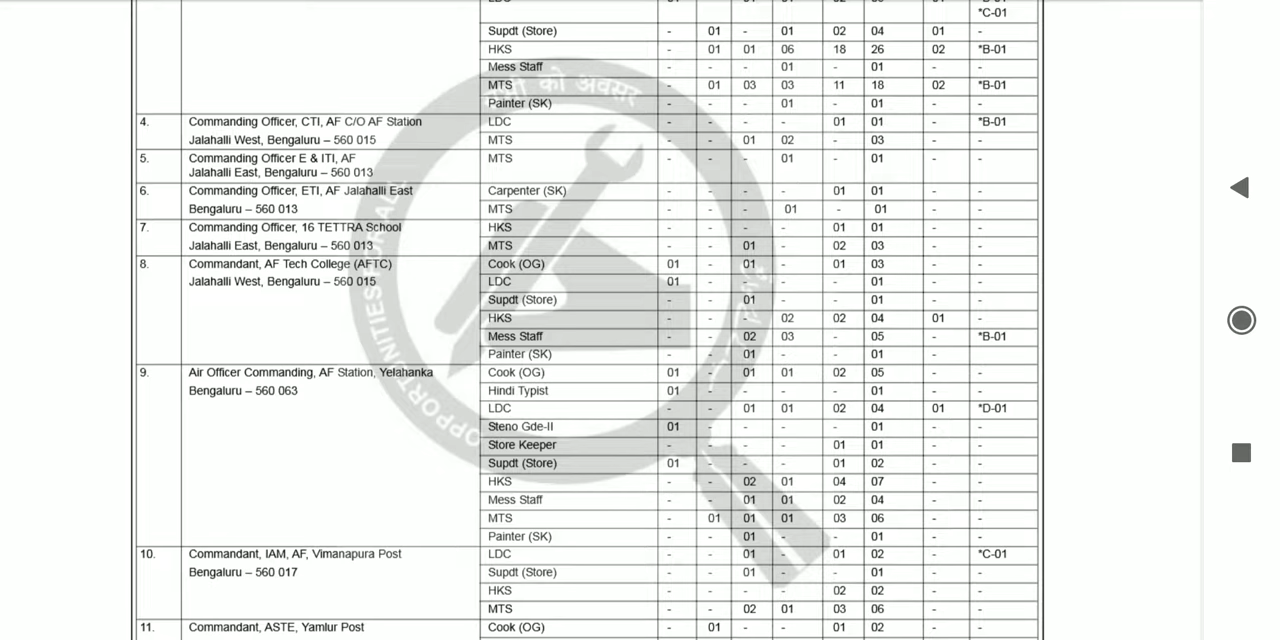 *C-01
Supdt (Store) - 01 - 01 02 04 01 -
HKS - 01 01 06 18 26 02 *B-01
Mess Staff - - - 01 - 01 - -
MTS - 01 03 03 11 18 02 *B-01
Painter (SK) - - - 01 - 01 - -
4. Commanding Officer, CTI, AF C/O AF Station LDC - - - - 01 01 - *B-01
Jalahalli West, Bengaluru – 560 015 MTS - - 01 02 - 03 - -
5. Commanding Officer E & ITI, AF MTS - - - 01 - 01 - -
Jalahalli East, Bengaluru – 560 013
6. Commanding Officer, ETI, AF Jalahalli East Carpenter (SK) - - - - 01 01 - -
Bengaluru – 560 013 MTS - - - 01 - 01 - -
7. Commanding Officer, 16 TETTRA School HKS - - - - 01 01 - -
Jalahalli East, Bengaluru – 560 013 MTS - - 01 - 02 03 - -
8. Commandant, AF Tech College (AFTC) Cook (OG) 01 - 01 - 01 03 - -
Jalahalli West, Bengaluru – 560 015 LDC 01 - - - - 01 - -
Supdt (Store) - - 01 - - 01 - -
HKS - - - 02 02 04 01 -
Mess Staff - - 02 03 - 05 - *B-01
Painter (SK) - - 01 - - 01 - -
9. Air Officer Commanding, AF Station, Yelahanka Cook (OG) 01 - 01 01 02 05 - -
Bengaluru – 560 063 Hindi Typist 01 - - - - 01 - -
LDC - - 01 01 02 04 01 *D-01
Steno Gde-II 01 - - - - 01 - -
Store Keeper - - - - 01 01 - -
Supdt (Store) 01 - - - 01 02 - -
HKS - - 02 01 04 07 - -
Mess Staff - - 01 01 02 04 - -
MTS - 01 01 01 03 06 - -
Painter (SK) - - 01 - - 01 - -
10. Commandant, IAM, AF, Vimanapura Post LDC - - 01 - 01 02 - *C-01
Bengaluru – 560 017 Supdt (Store) - - 01 - - 01 - -
HKS - - - - 02 02 - -
MTS - - 02 01 03 06 - -
11. Commandant, ASTE, Yamlur Post Cook (OG) - 01 - - 01 02 - -
को अवसर
OPPORTUNITIES FOR ALL